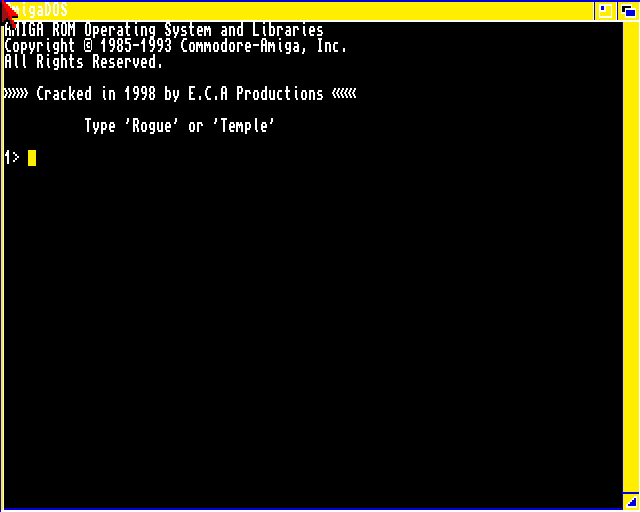 AmigaDOS
AMIGA ROM Operating System and Libraries
Copyright © 1985-1993 Commodore-Amiga, Inc.
All Rights Reserved.
»»» Cracked in 1998 by E.C.A Productions «««
Type 'Rogue' or 'Temple'
1>